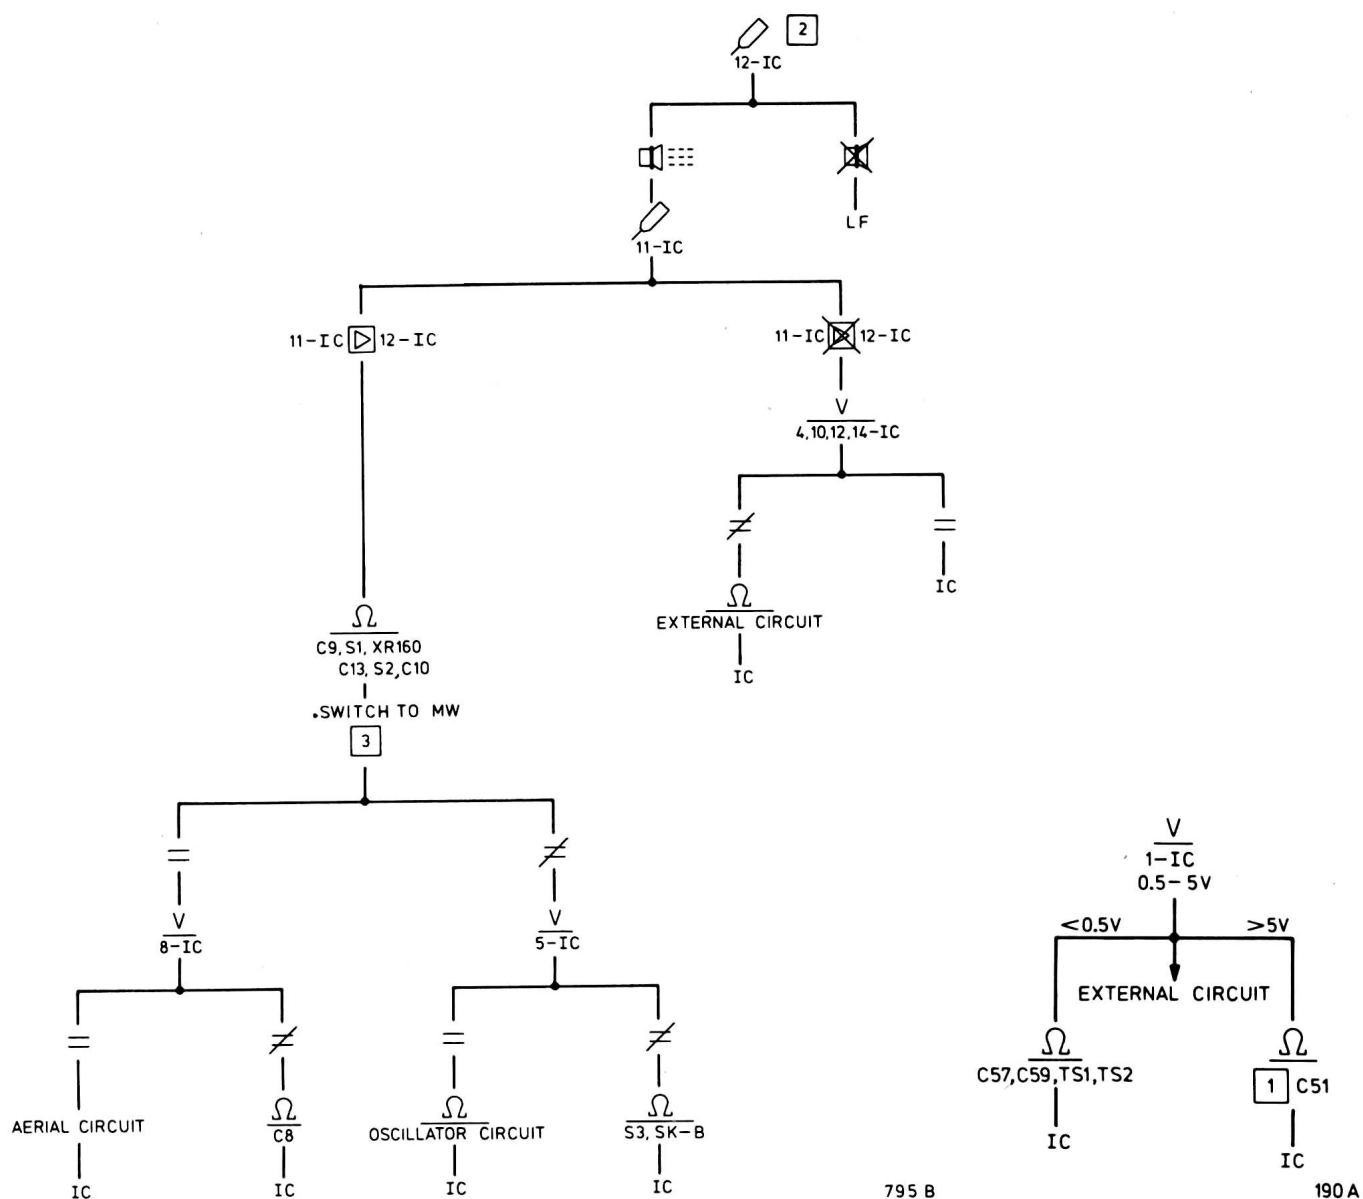 2
12-IC
LF
11-IC
11-IC 12-IC
11-IC 12-IC
V
4,10,12,14-IC
IC
Ω
EXTERNAL CIRCUIT
IC
Ω
C9, S1, XR160
C13, S2, C10
.SWITCH TO MW
3
V
8-IC
V
5-IC
V
1-IC
0.5-5V
<0.5V >5V
EXTERNAL CIRCUIT
Ω
C57, C59, TS1, TS2
IC
Ω
1 C51
IC
AERIAL CIRCUIT
IC
Ω
C8
IC
Ω
OSCILLATOR CIRCUIT
IC
Ω
S3, SK-B
IC
795 B
190 A